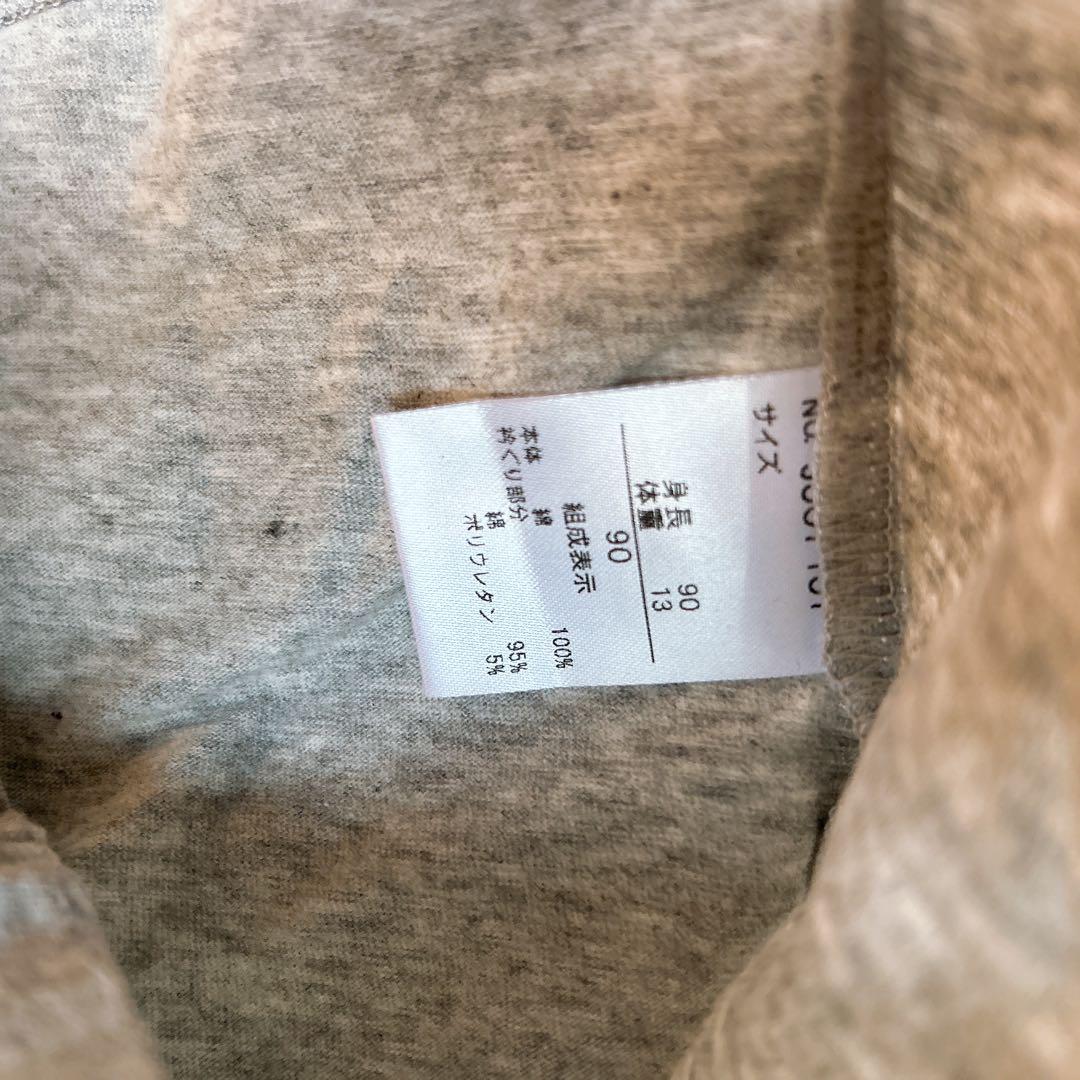 サイズ
身長 90
体重 13
90
組成表示
本体
綿 100%
衿ぐり部分
綿 95%
ポリウレタン 5%